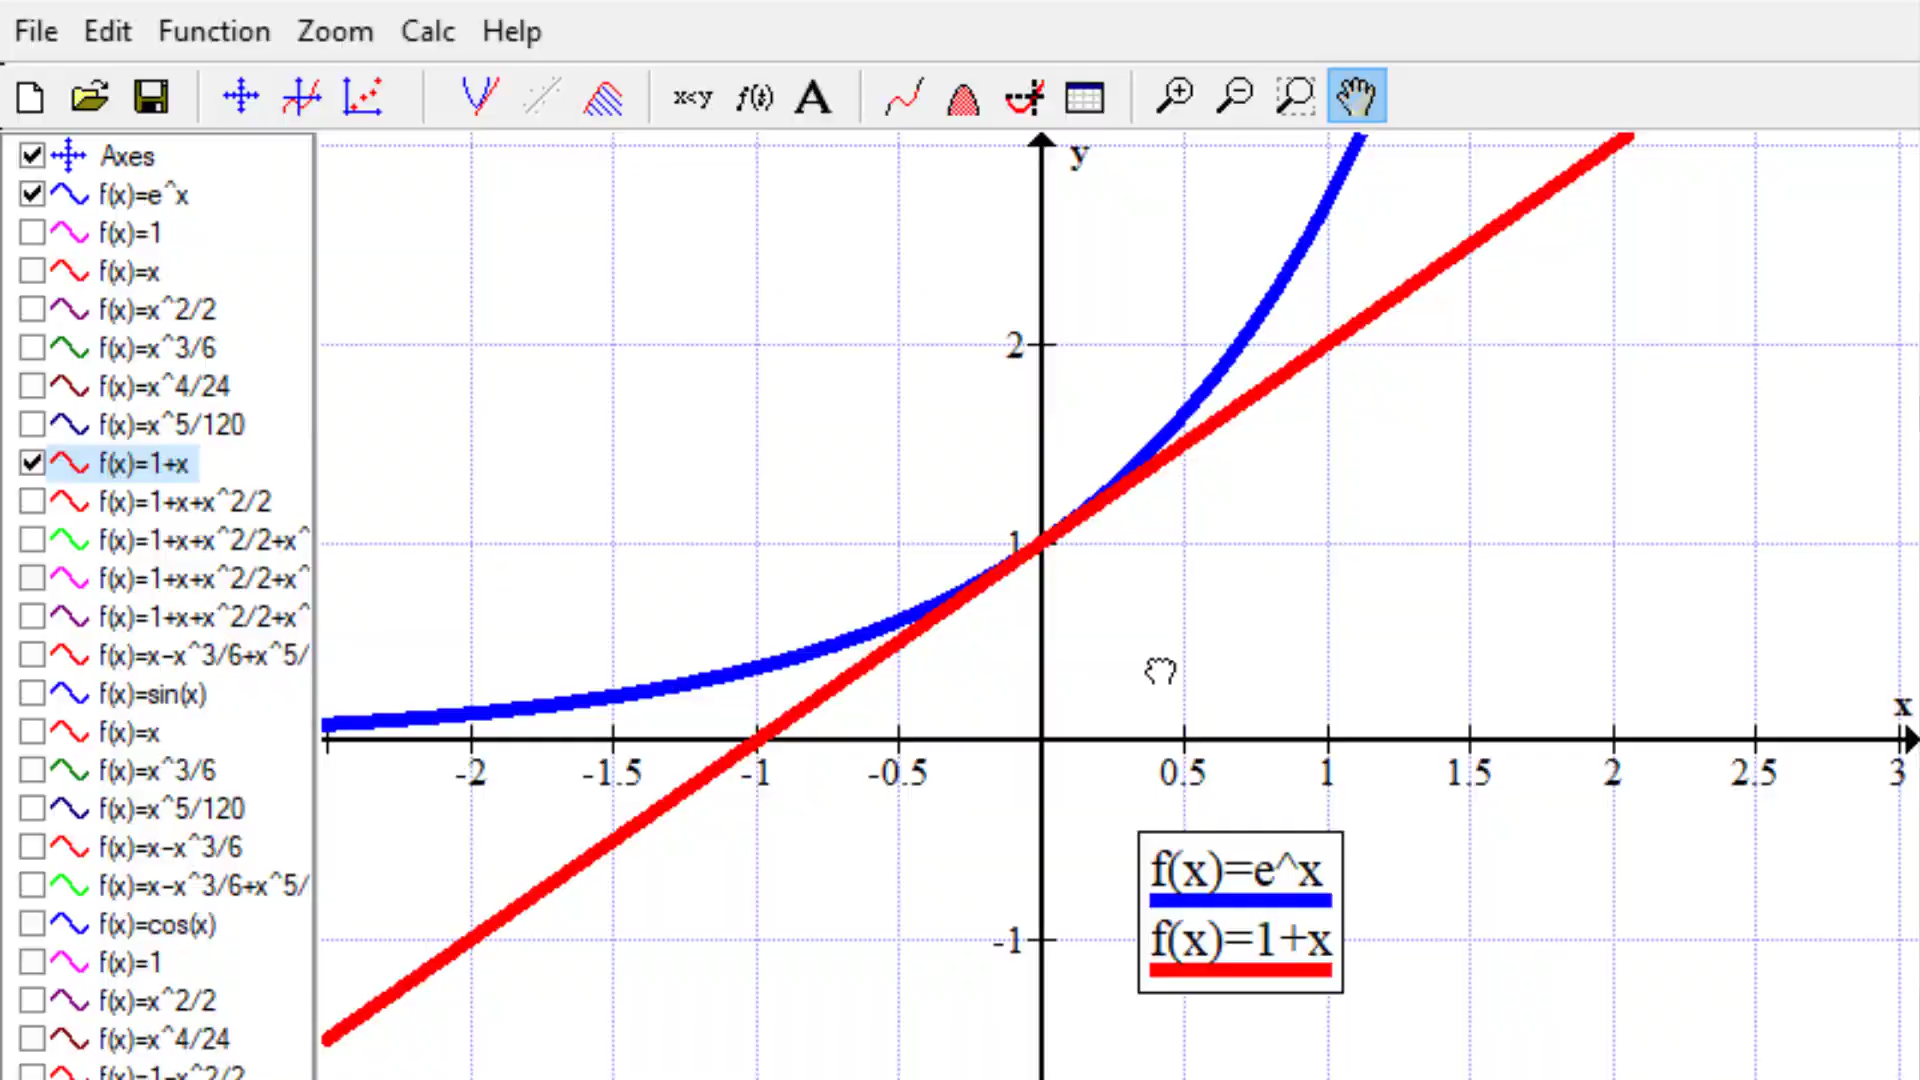 File Edit Function Zoom Calc Help
x<y f(t) A
Axes
f(x)=e^x
f(x)=1
f(x)=x
f(x)=x^2/2
f(x)=x^3/6
f(x)=x^4/24
f(x)=x^5/120
f(x)=1+x
f(x)=1+x+x^2/2
f(x)=1+x+x^2/2+x^
f(x)=1+x+x^2/2+x^
f(x)=1+x+x^2/2+x^
f(x)=x-x^3/6+x^5/
f(x)=sin(x)
f(x)=x
f(x)=x^3/6
f(x)=x^5/120
f(x)=x-x^3/6
f(x)=x-x^3/6+x^5/
f(x)=cos(x)
f(x)=1
f(x)=x^2/2
f(x)=x^4/24
f(x)=1-x^2/2
y
2
1
x
-2 -1.5 -1 -0.5 0.5 1 1.5 2 2.5 3
-1
f(x)=e^x
f(x)=1+x